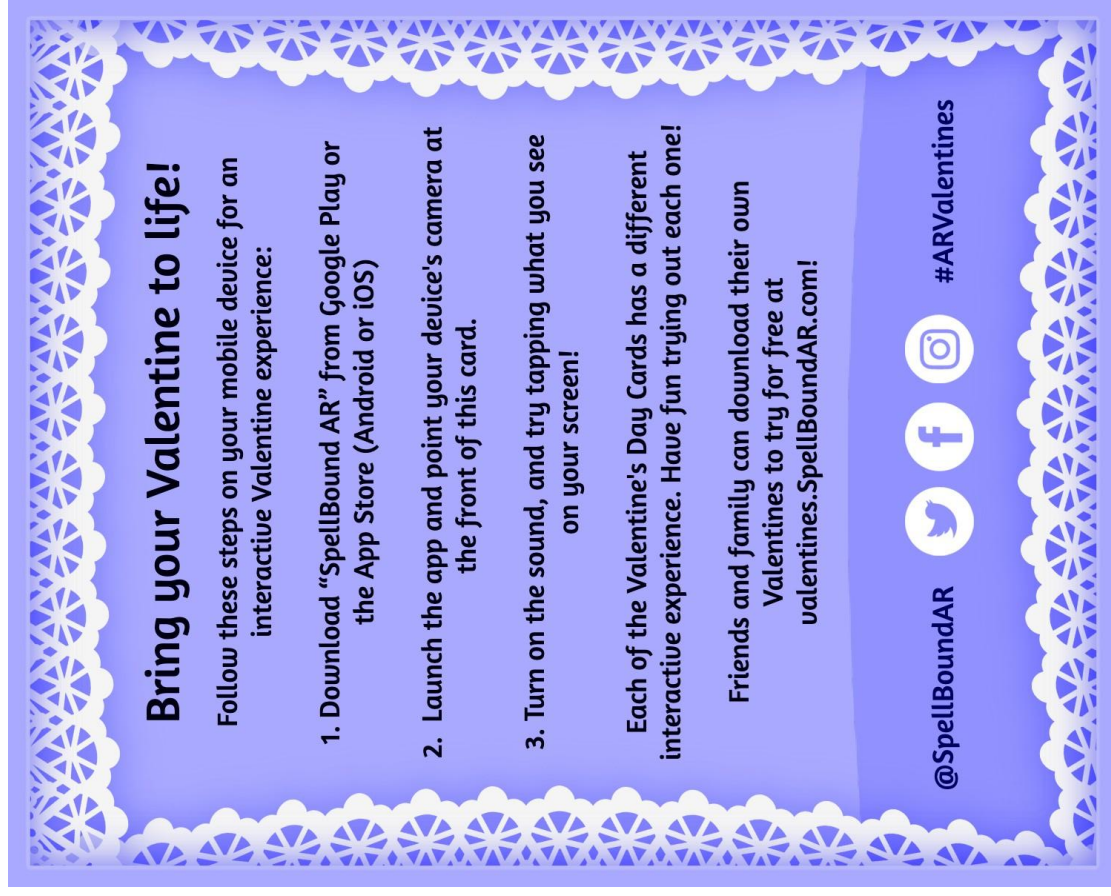 Bring your Valentine to life!
Follow these steps on your mobile device for an
interactive Valentine experience:
1. Download “SpellBound AR” from Google Play or
the App Store (Android or iOS)
2. Launch the app and point your device's camera at
the front of this card.
3. Turn on the sound, and try tapping what you see
on your screen!
Each of the Valentine's Day Cards has a different
interactive experience. Have fun trying out each one!
Friends and family can download their own
Valentines to try for free at
valentines.SpellBoundAR.com!
@SpellBoundAR #ARValentines